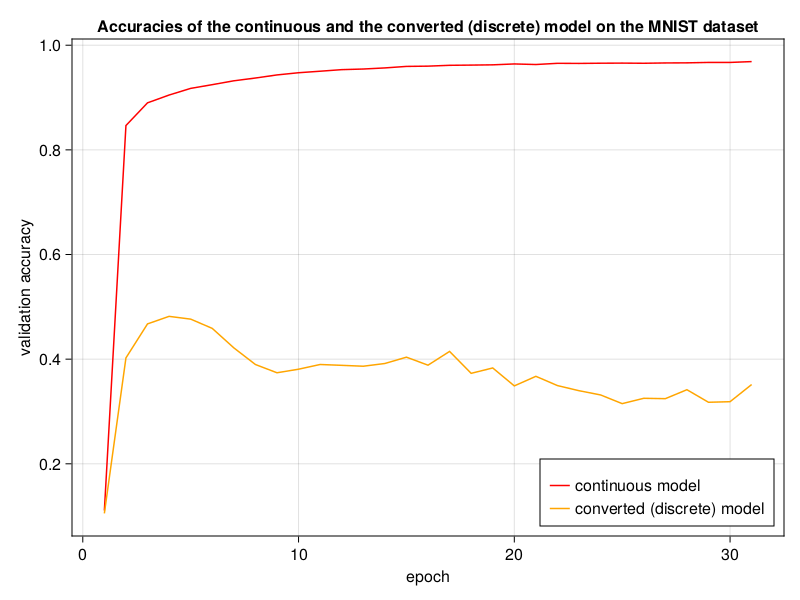 Accuracies of the continuous and the converted (discrete) model on the MNIST dataset
1.0
0.8
0.6
0.4
0.2
validation accuracy
continuous model
converted (discrete) model
0
10
20
30
epoch